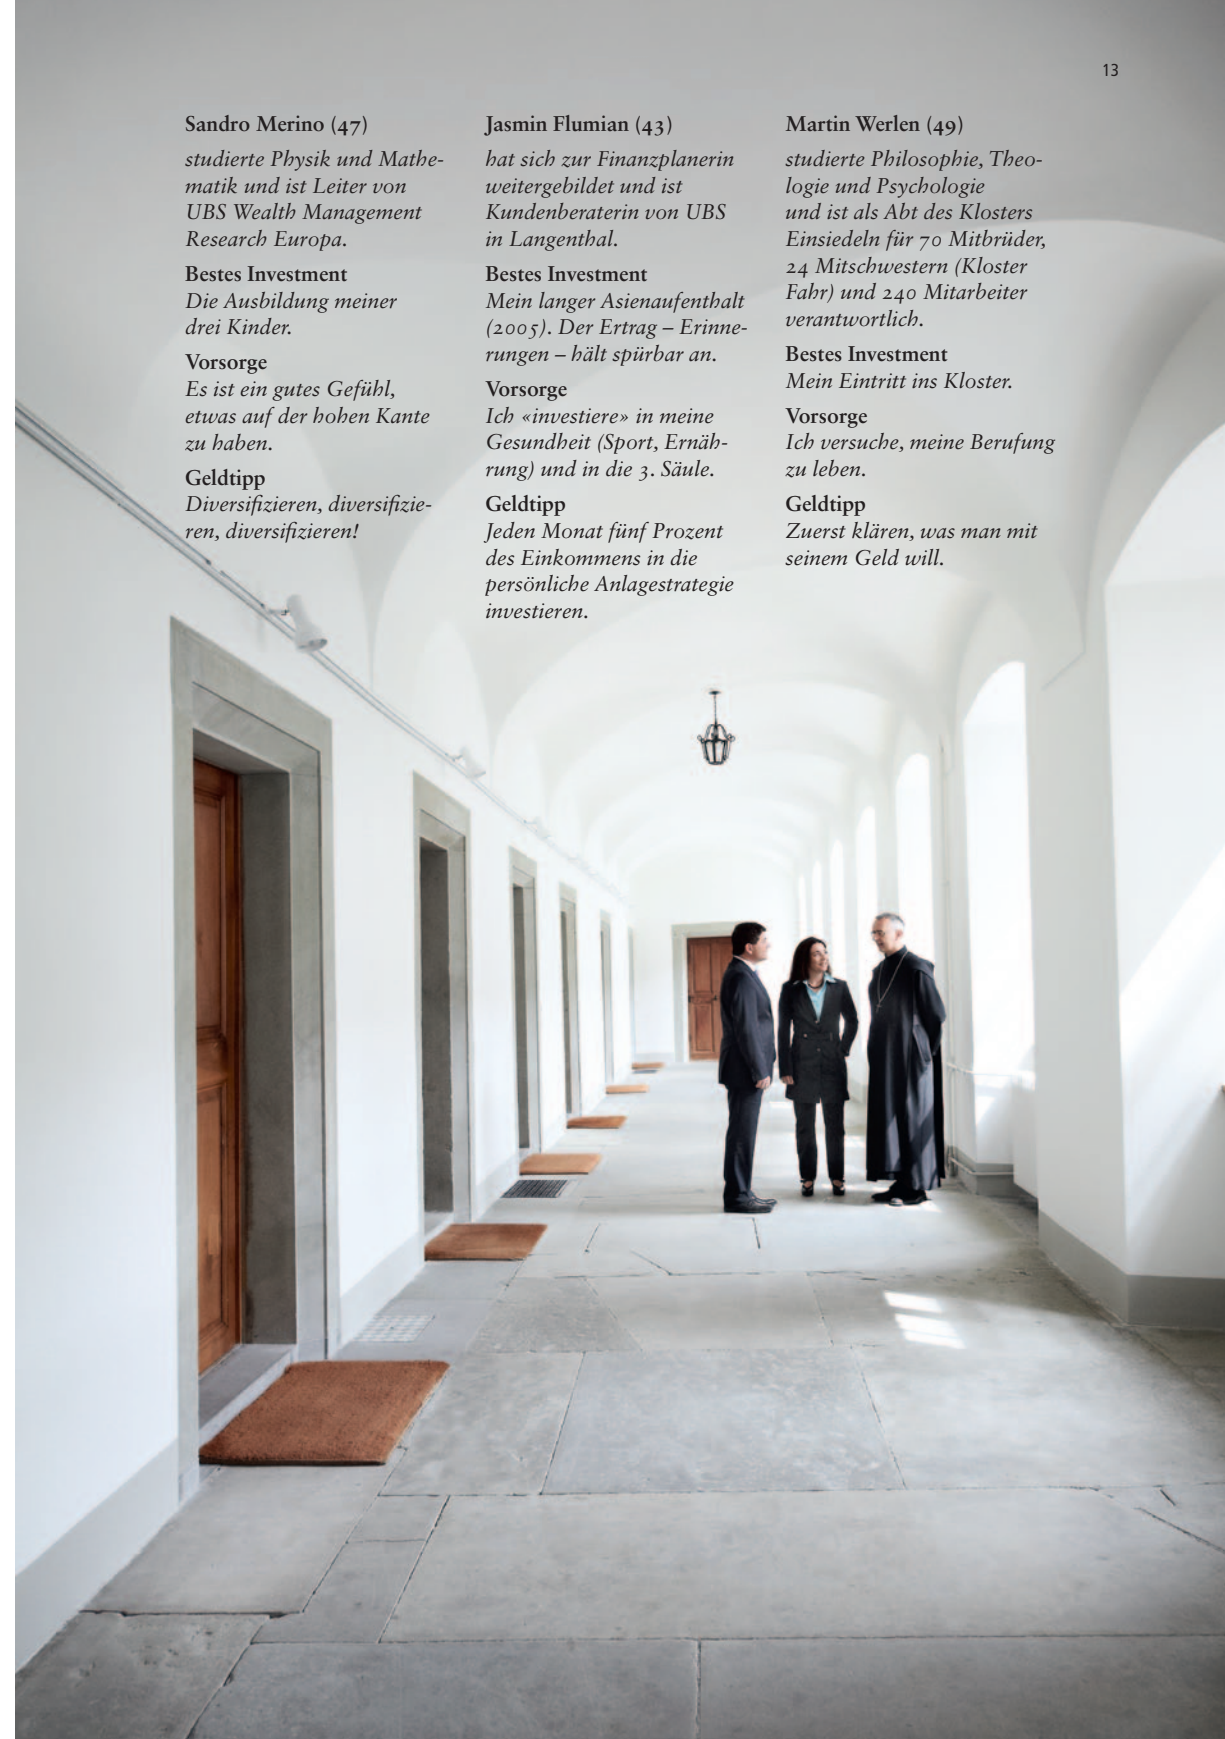 13
Sandro Merino (47)
studierte Physik und Mathe-
matik und ist Leiter von
UBS Wealth Management
Research Europa.
Bestes Investment
Die Ausbildung meiner
drei Kinder.
Vorsorge
Es ist ein gutes Gefühl,
etwas auf der hohen Kante
zu haben.
Geldtipp
Diversifizieren, diversifizie-
ren, diversifizieren!
Jasmin Flumian (43)
hat sich zur Finanzplanerin
weitergebildet und ist
Kundenberaterin von UBS
in Langenthal.
Bestes Investment
Mein langer Asienaufenthalt
(2005). Der Ertrag – Erinne-
rungen – hält spürbar an.
Vorsorge
Ich «investiere» in meine
Gesundheit (Sport, Ernäh-
rung) und in die 3. Säule.
Geldtipp
Jeden Monat fünf Prozent
des Einkommens in die
persönliche Anlagestrategie
investieren.
Martin Werlen (49)
studierte Philosophie, Theo-
logie und Psychologie
und ist als Abt des Klosters
Einsiedeln für 70 Mitbrüder,
24 Mitschwestern (Kloster
Fahr) und 240 Mitarbeiter
verantwortlich.
Bestes Investment
Mein Eintritt ins Kloster.
Vorsorge
Ich versuche, meine Berufung
zu leben.
Geldtipp
Zuerst klären, was man mit
seinem Geld will.